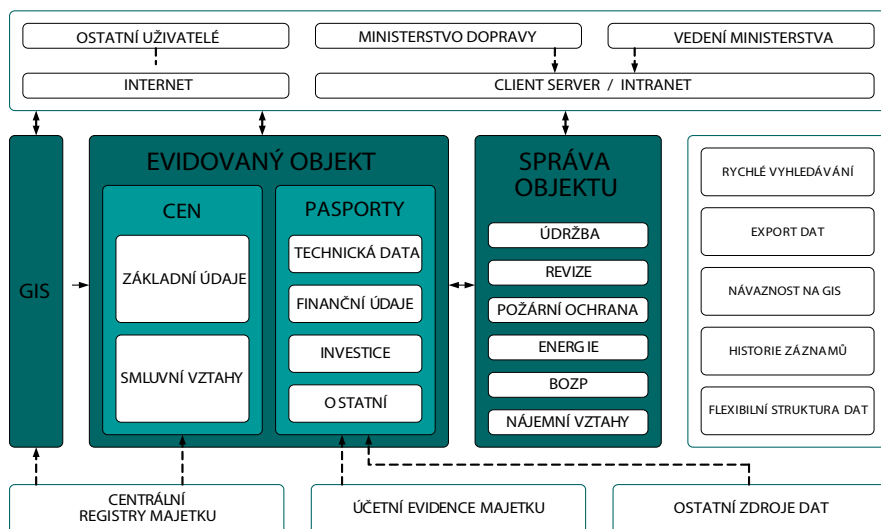 OSTATNÍ UŽIVATELÉ
MINISTERSTVO DOPRAVY
VEDENÍ MINISTERSTVA
INTERNET
CLIENT SERVER / INTRANET
GIS
EVIDOVANÝ OBJEKT
CEN
ZÁKLADNÍ ÚDAJE
SMLUVNÍ VZTAHY
PASPORTY
TECHNICKÁ DATA
FINANČNÍ ÚDAJE
INVESTICE
OSTATNÍ
SPRÁVA
OBJEKTU
ÚDRŽBA
REVIZE
POŽÁRNÍ OCHRANA
ENERGIE
BOZP
NÁJEMNÍ VZTAHY
RYCHLÉ VYHLEDÁVÁNÍ
EXPORT DAT
NÁVAZNOST NA GIS
HISTORIE ZÁZNAMŮ
FLEXIBILNÍ STRUKTURA DAT
CENTRÁLNÍ
REGISTRY MAJETKU
ÚČETNÍ EVIDENCE MAJETKU
OSTATNÍ ZDROJE DAT